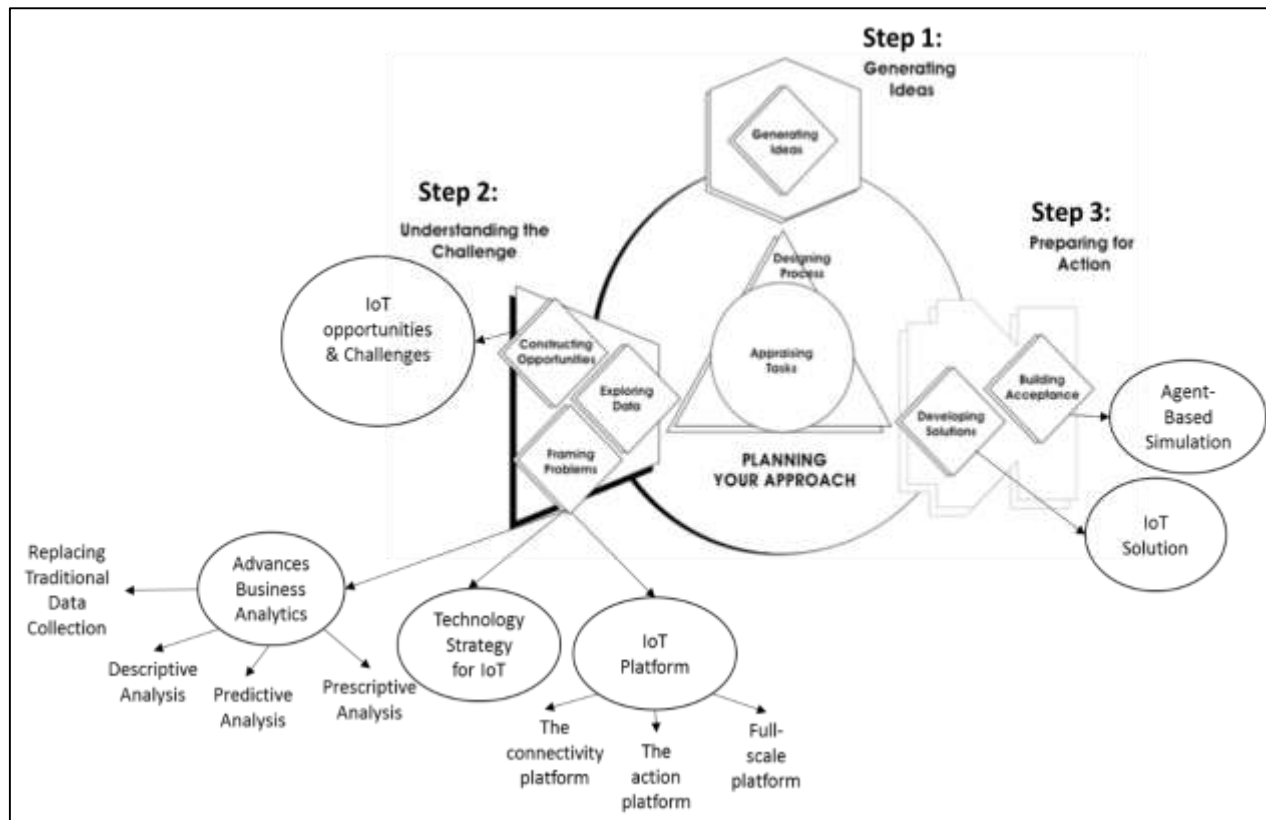 Step 1:
Generating
Ideas
Generating
Ideas
Step 2:
Understanding the
Challenge
Step 3:
Preparing for
Action
IoT
opportunities
& Challenges
Constructing
Opportunities
Exploring
Data
Framing
Problems
Designing
Process
Appraising
Tasks
PLANNING
YOUR APPROACH
Building
Acceptance
Developing
Solutions
Agent-
Based
Simulation
IoT
Solution
Replacing
Traditional
Data
Collection
Advances
Business
Analytics
Descriptive
Analysis
Predictive
Analysis
Prescriptive
Analysis
Technology
Strategy
for IoT
IoT
Platform
The
connectivity
platform
The
action
platform
Full-
scale
platform